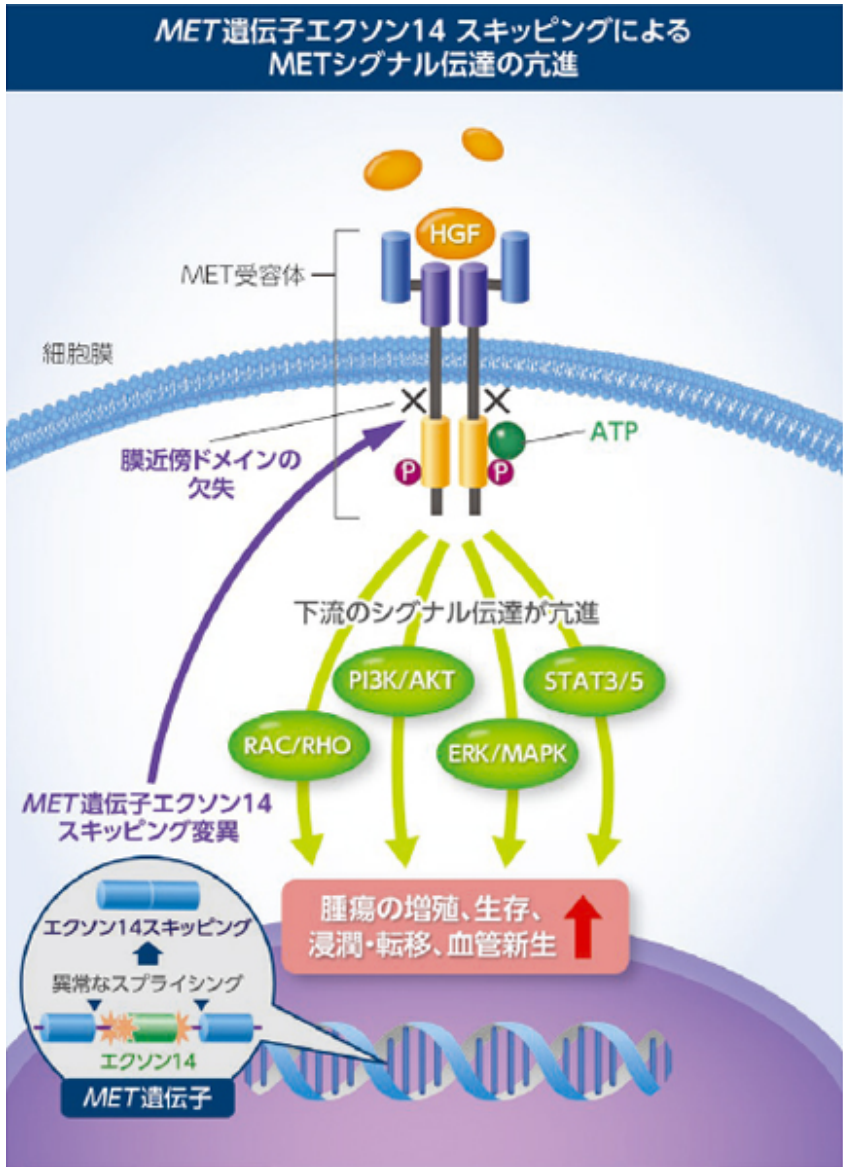 MET遺伝子エクソン14 スキッピングによる
METシグナル伝達の亢進
HGF
MET受容体
細胞膜
ATP
膜近傍ドメインの
欠失
P
P
下流のシグナル伝達が亢進
PI3K/AKT
STAT3/5
RAC/RHO
ERK/MAPK
MET遺伝子エクソン14
スキッピング変異
腫瘍の増殖、生存、
浸潤・転移、血管新生
エクソン14スキッピング
異常なスプライシング
エクソン14
MET遺伝子